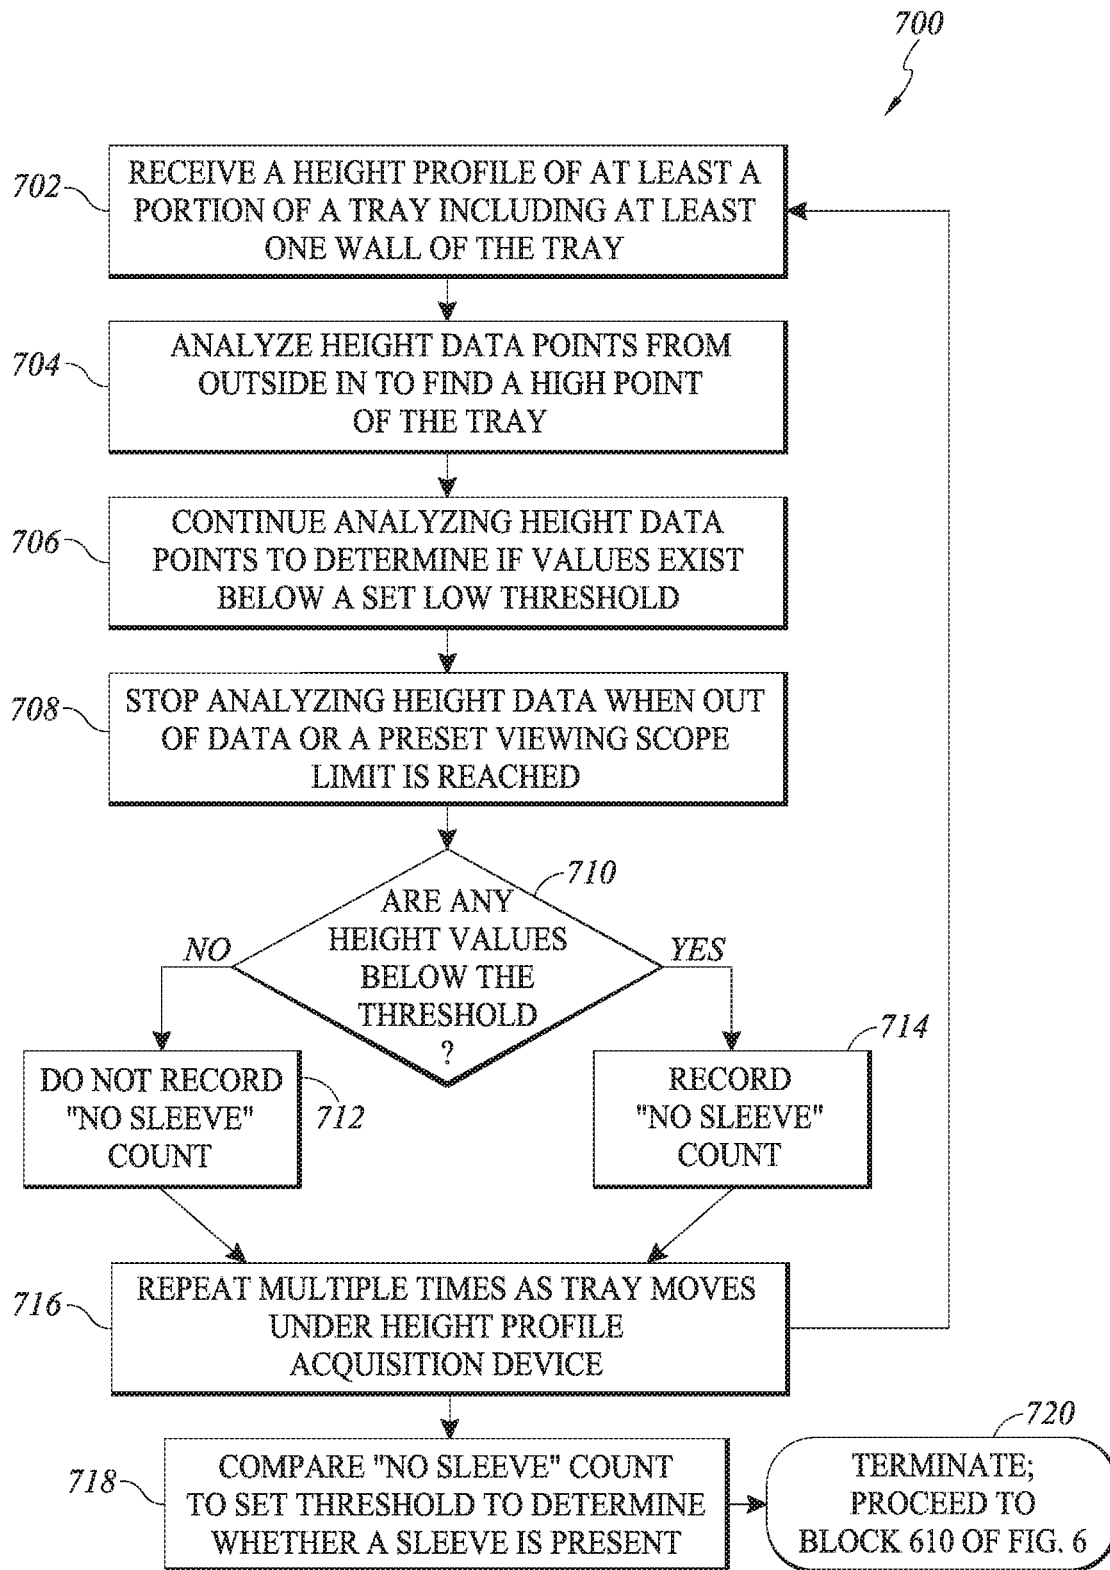 700
702
RECEIVE A HEIGHT PROFILE OF AT LEAST A
PORTION OF A TRAY INCLUDING AT LEAST
ONE WALL OF THE TRAY
704
ANALYZE HEIGHT DATA POINTS FROM
OUTSIDE IN TO FIND A HIGH POINT
OF THE TRAY
706
CONTINUE ANALYZING HEIGHT DATA
POINTS TO DETERMINE IF VALUES EXIST
BELOW A SET LOW THRESHOLD
708
STOP ANALYZING HEIGHT DATA WHEN OUT
OF DATA OR A PRESET VIEWING SCOPE
LIMIT IS REACHED
710
ARE ANY
HEIGHT VALUES
BELOW THE
THRESHOLD
?
NO
YES
DO NOT RECORD
"NO SLEEVE"
COUNT
712
714
RECORD
"NO SLEEVE"
COUNT
716
REPEAT MULTIPLE TIMES AS TRAY MOVES
UNDER HEIGHT PROFILE
ACQUISITION DEVICE
718
COMPARE "NO SLEEVE" COUNT
TO SET THRESHOLD TO DETERMINE
WHETHER A SLEEVE IS PRESENT
720
TERMINATE;
PROCEED TO
BLOCK 610 OF FIG. 6